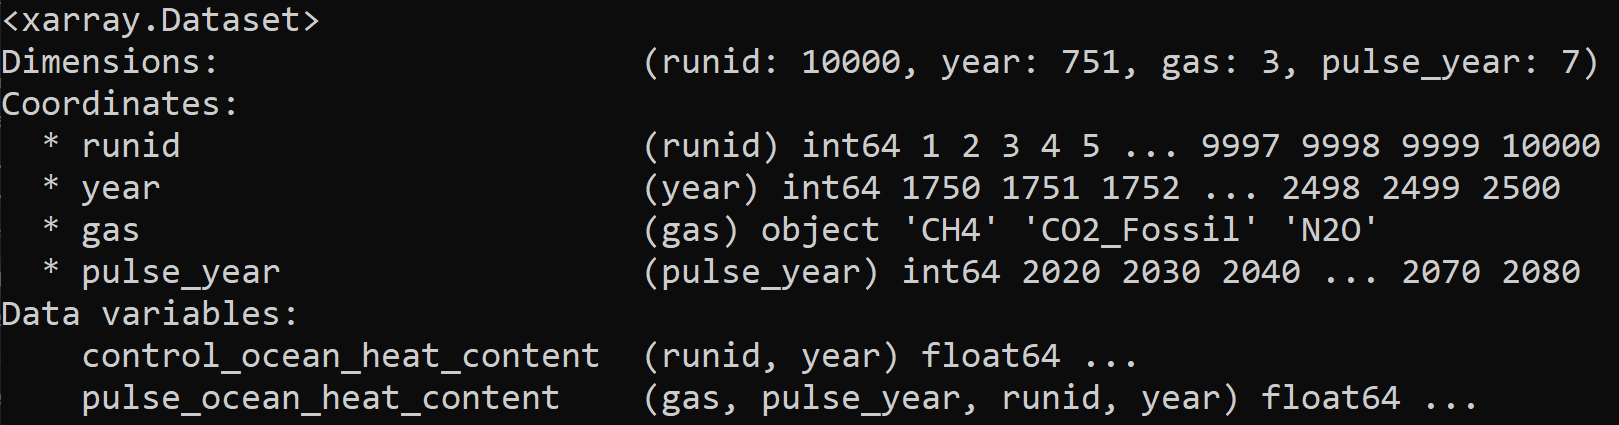 <xarray.Dataset>
Dimensions:                     (runid: 10000, year: 751, gas: 3, pulse_year: 7)
Coordinates:
  * runid                       (runid) int64 1 2 3 4 5 ... 9997 9998 9999 10000
  * year                        (year) int64 1750 1751 1752 ... 2498 2499 2500
  * gas                         (gas) object 'CH4' 'CO2_Fossil' 'N2O'
  * pulse_year                  (pulse_year) int64 2020 2030 2040 ... 2070 2080
Data variables:
    control_ocean_heat_content  (runid, year) float64 ...
    pulse_ocean_heat_content    (gas, pulse_year, runid, year) float64 ...